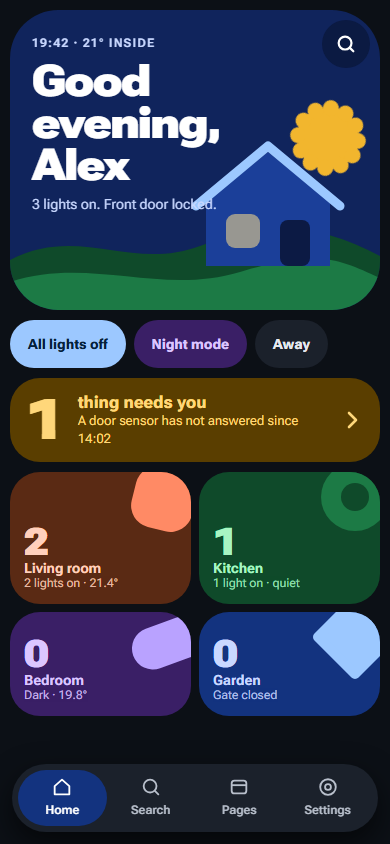 19:42 · 21° INSIDE
Good
evening,
Alex
3 lights on. Front door locked.
All lights off
Night mode
Away
1
thing needs you
A door sensor has not answered since
14:02
2
Living room
2 lights on · 21.4°
1
Kitchen
1 light on · quiet
0
Bedroom
Dark · 19.8°
0
Garden
Gate closed
Home
Search
Pages
Settings